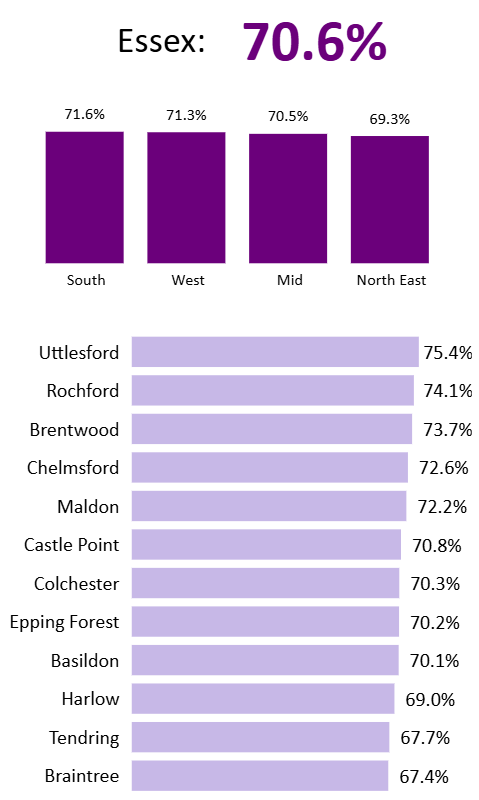 Essex: 70.6%
71.6% 71.3% 70.5% 69.3%
South West Mid North East
Uttlesford 75.4%
Rochford 74.1%
Brentwood 73.7%
Chelmsford 72.6%
Maldon 72.2%
Castle Point 70.8%
Colchester 70.3%
Epping Forest 70.2%
Basildon 70.1%
Harlow 69.0%
Tendring 67.7%
Braintree 67.4%